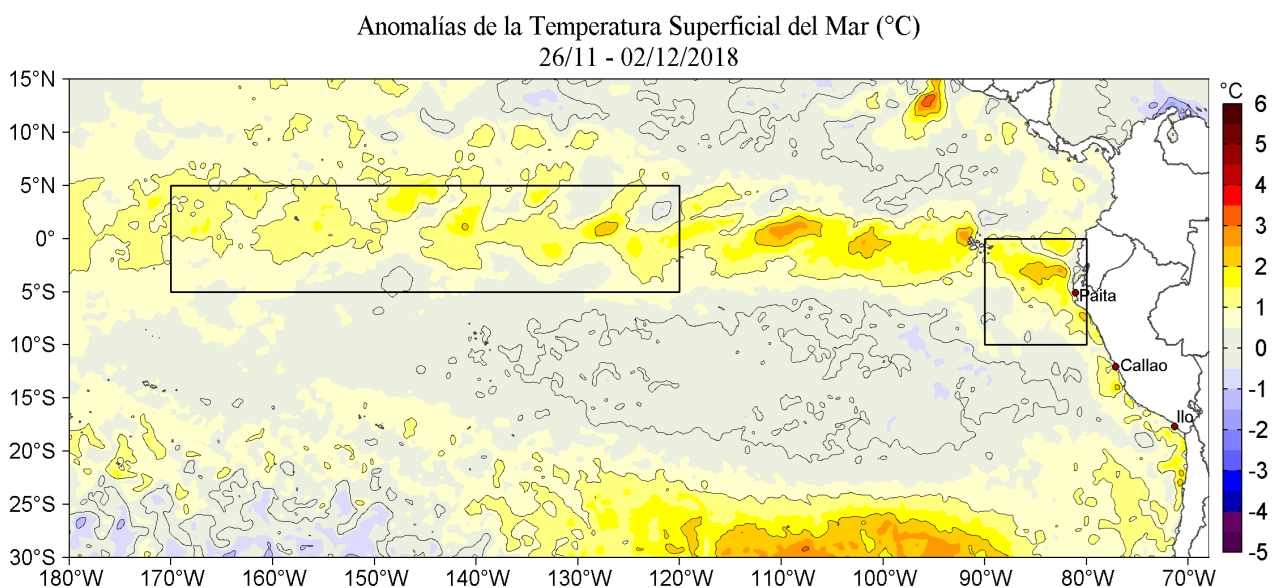 Anomalías de la Temperatura Superficial del Mar (°C)
26/11 - 02/12/2018
15°N
10°N
5°N
0°
5°S
10°S
15°S
20°S
25°S
30°S
180°W 170°W 160°W 150°W 140°W 130°W 120°W 110°W 100°W 90°W 80°W 70°W
Paita
Callao
Ilo
°C
6
5
4
3
2
1
0
-1
-2
-3
-4
-5